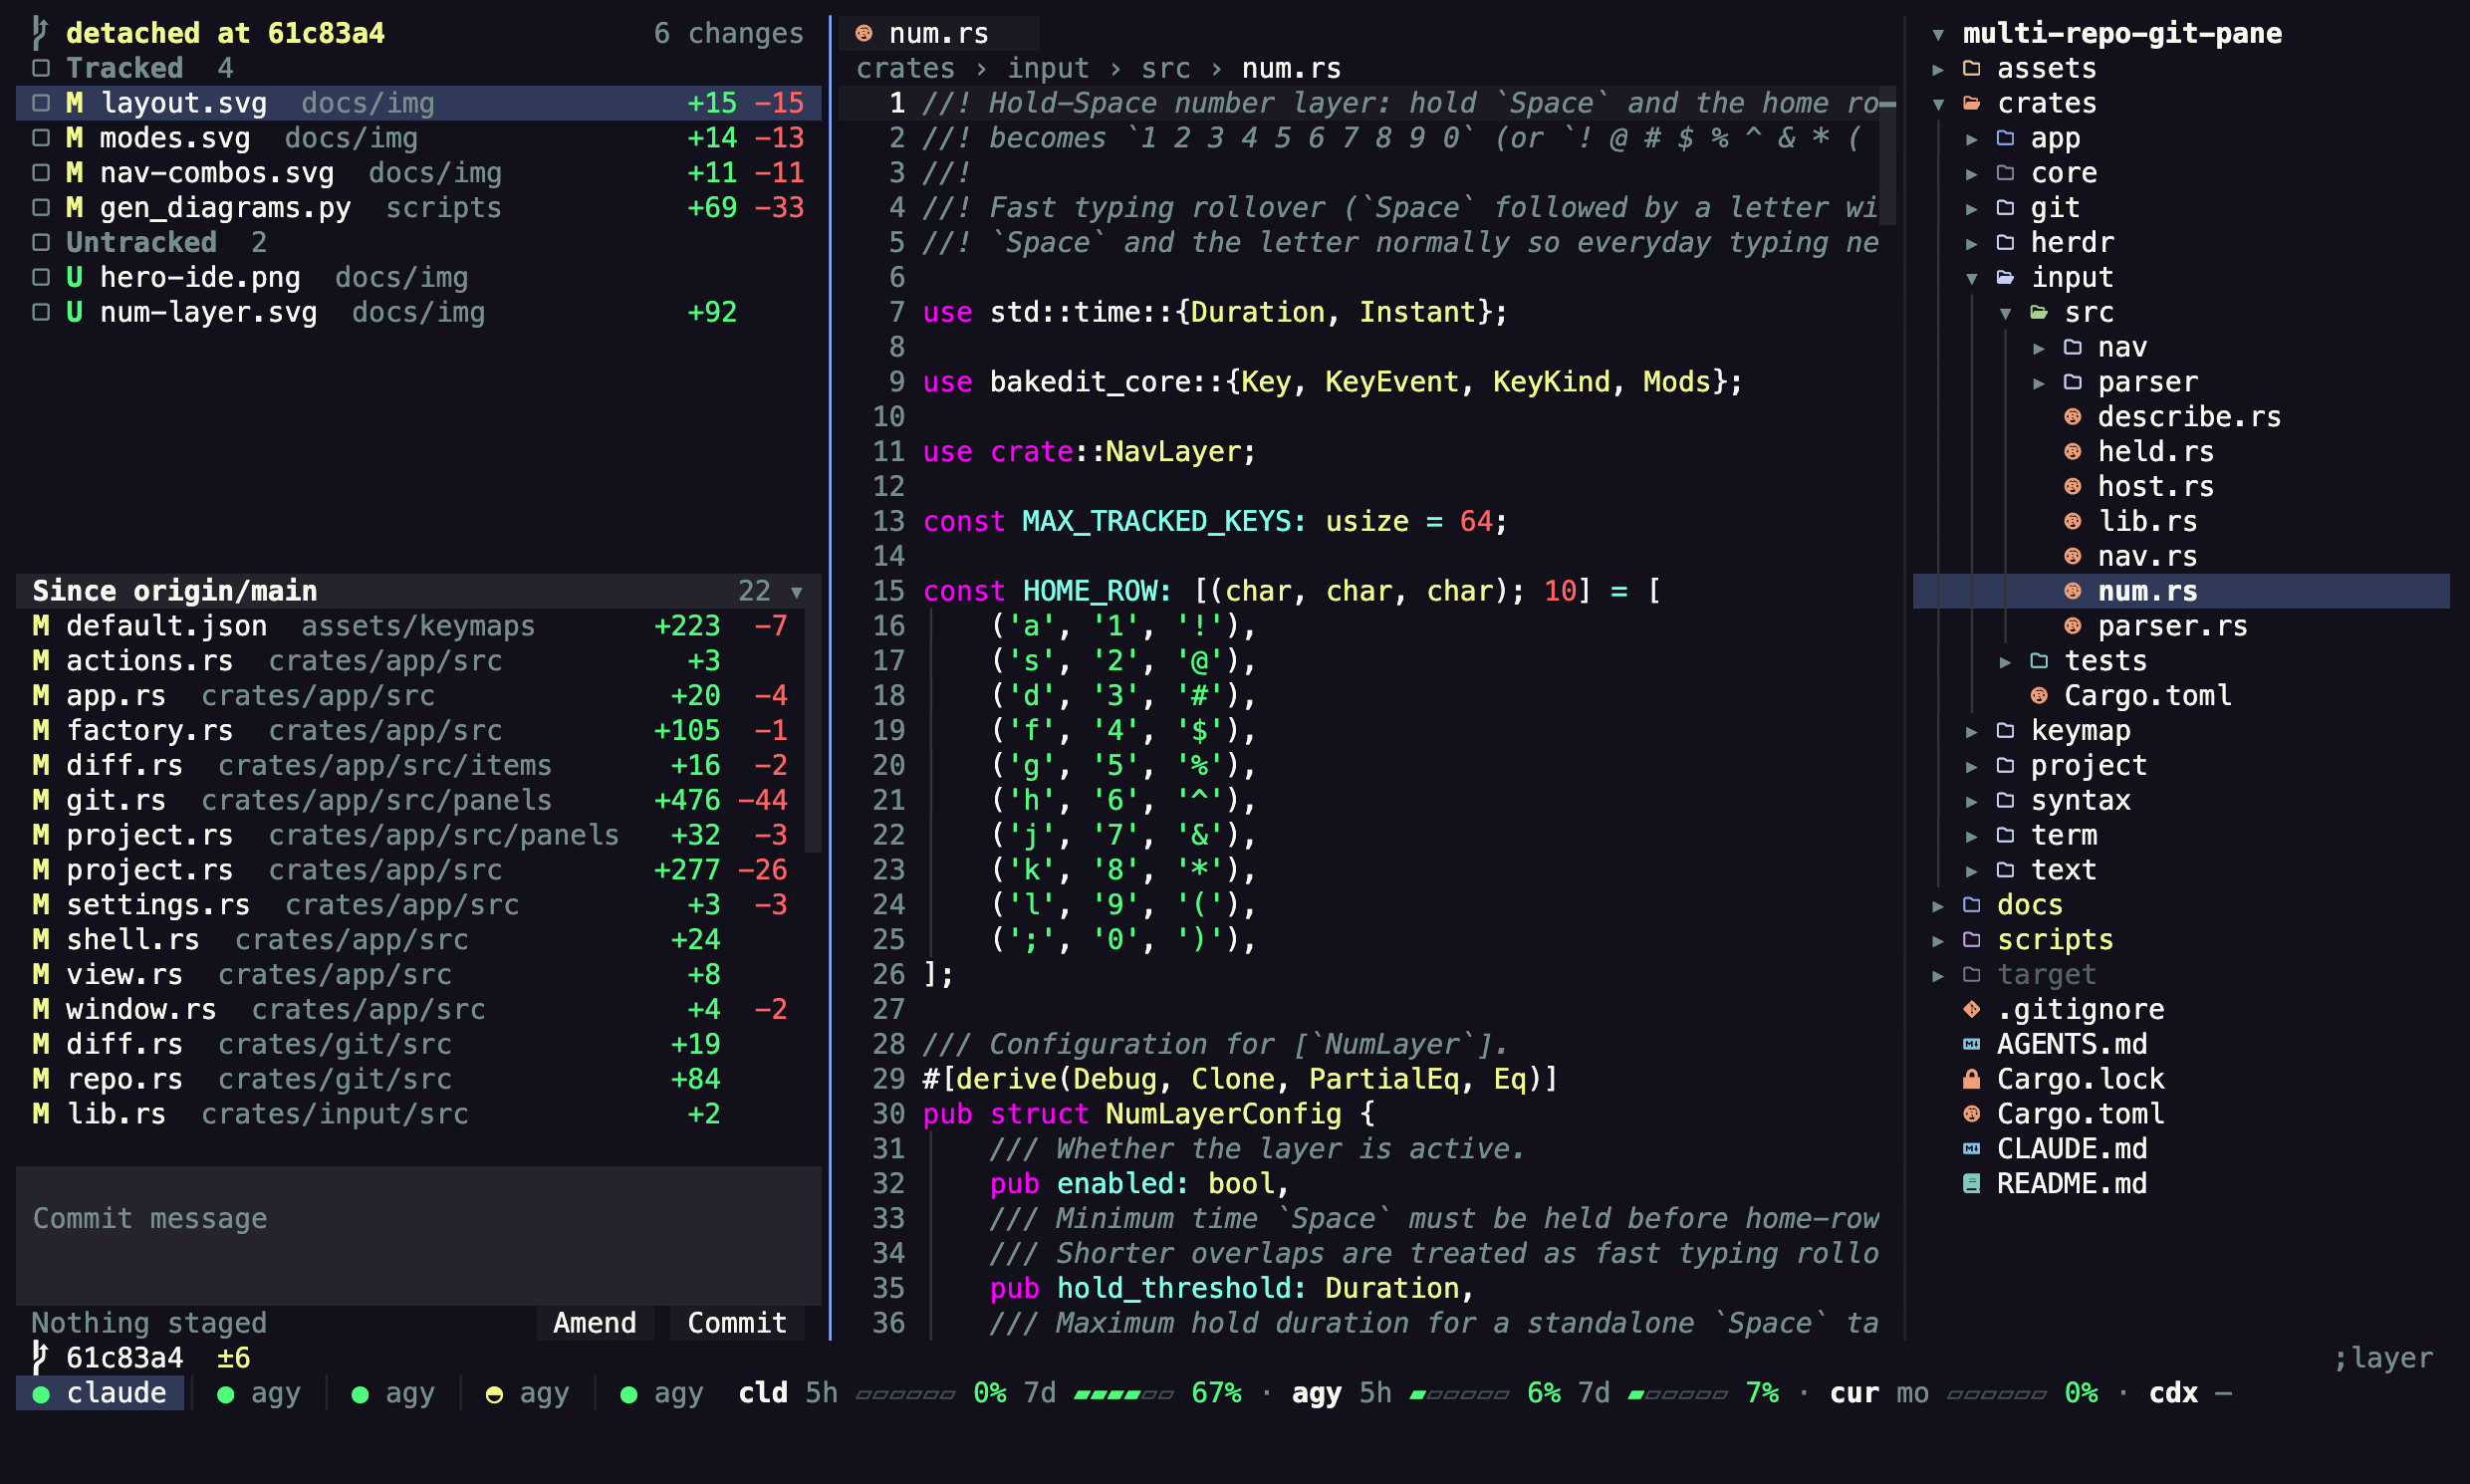 detached at 61c83a4 6 changes
Tracked 4
M layout.svg docs/img +15 −15
M modes.svg docs/img +14 −13
M nav-combos.svg docs/img +11 −11
M gen_diagrams.py scripts +69 −33
Untracked 2
U hero-ide.png docs/img
U num-layer.svg docs/img +92
Since origin/main 22 ▾
M default.json assets/keymaps +223 −7
M actions.rs crates/app/src +3
M app.rs crates/app/src +20 −4
M factory.rs crates/app/src +105 −1
M diff.rs crates/app/src/items +16 −2
M git.rs crates/app/src/panels +476 −44
M project.rs crates/app/src/panels +32 −3
M project.rs crates/app/src +277 −26
M settings.rs crates/app/src +3 −3
M shell.rs crates/app/src +24
M view.rs crates/app/src +8
M window.rs crates/app/src +4 −2
M diff.rs crates/git/src +19
M repo.rs crates/git/src +84
M lib.rs crates/input/src +2
Commit message
Nothing staged Amend Commit
num.rs
crates › input › src › num.rs
1 //! Hold-Space number layer: hold `Space` and the home ro
2 //! becomes `1 2 3 4 5 6 7 8 9 0` (or `! @ # $ % ^ & * (
3 //!
4 //! Fast typing rollover (`Space` followed by a letter wi
5 //! `Space` and the letter normally so everyday typing ne
6
7 use std::time::{Duration, Instant};
8
9 use bakedit_core::{Key, KeyEvent, KeyKind, Mods};
10
11 use crate::NavLayer;
12
13 const MAX_TRACKED_KEYS: usize = 64;
14
15 const HOME_ROW: [(char, char, char); 10] = [
16 ('a', '1', '!'),
17 ('s', '2', '@'),
18 ('d', '3', '#'),
19 ('f', '4', '$'),
20 ('g', '5', '%'),
21 ('h', '6', '^'),
22 ('j', '7', '&'),
23 ('k', '8', '*'),
24 ('l', '9', '('),
25 (';', '0', ')'),
26 ];
27
28 /// Configuration for [`NumLayer`].
29 #[derive(Debug, Clone, PartialEq, Eq)]
30 pub struct NumLayerConfig {
31 /// Whether the layer is active.
32 pub enabled: bool,
33 /// Minimum time `Space` must be held before home-row
34 /// Shorter overlaps are treated as fast typing rollo
35 pub hold_threshold: Duration,
36 /// Maximum hold duration for a standalone `Space` ta
multi-repo-git-pane
assets
crates
app
core
git
herdr
input
src
nav
parser
describe.rs
held.rs
host.rs
lib.rs
nav.rs
num.rs
parser.rs
tests
Cargo.toml
keymap
project
syntax
term
text
docs
scripts
target
.gitignore
AGENTS.md
Cargo.lock
Cargo.toml
CLAUDE.md
README.md
61c83a4 ±6 ;layer
claude agy agy agy agy cld 5h 0% 7d 67% · agy 5h 6% 7d 7% · cur mo 0% · cdx —